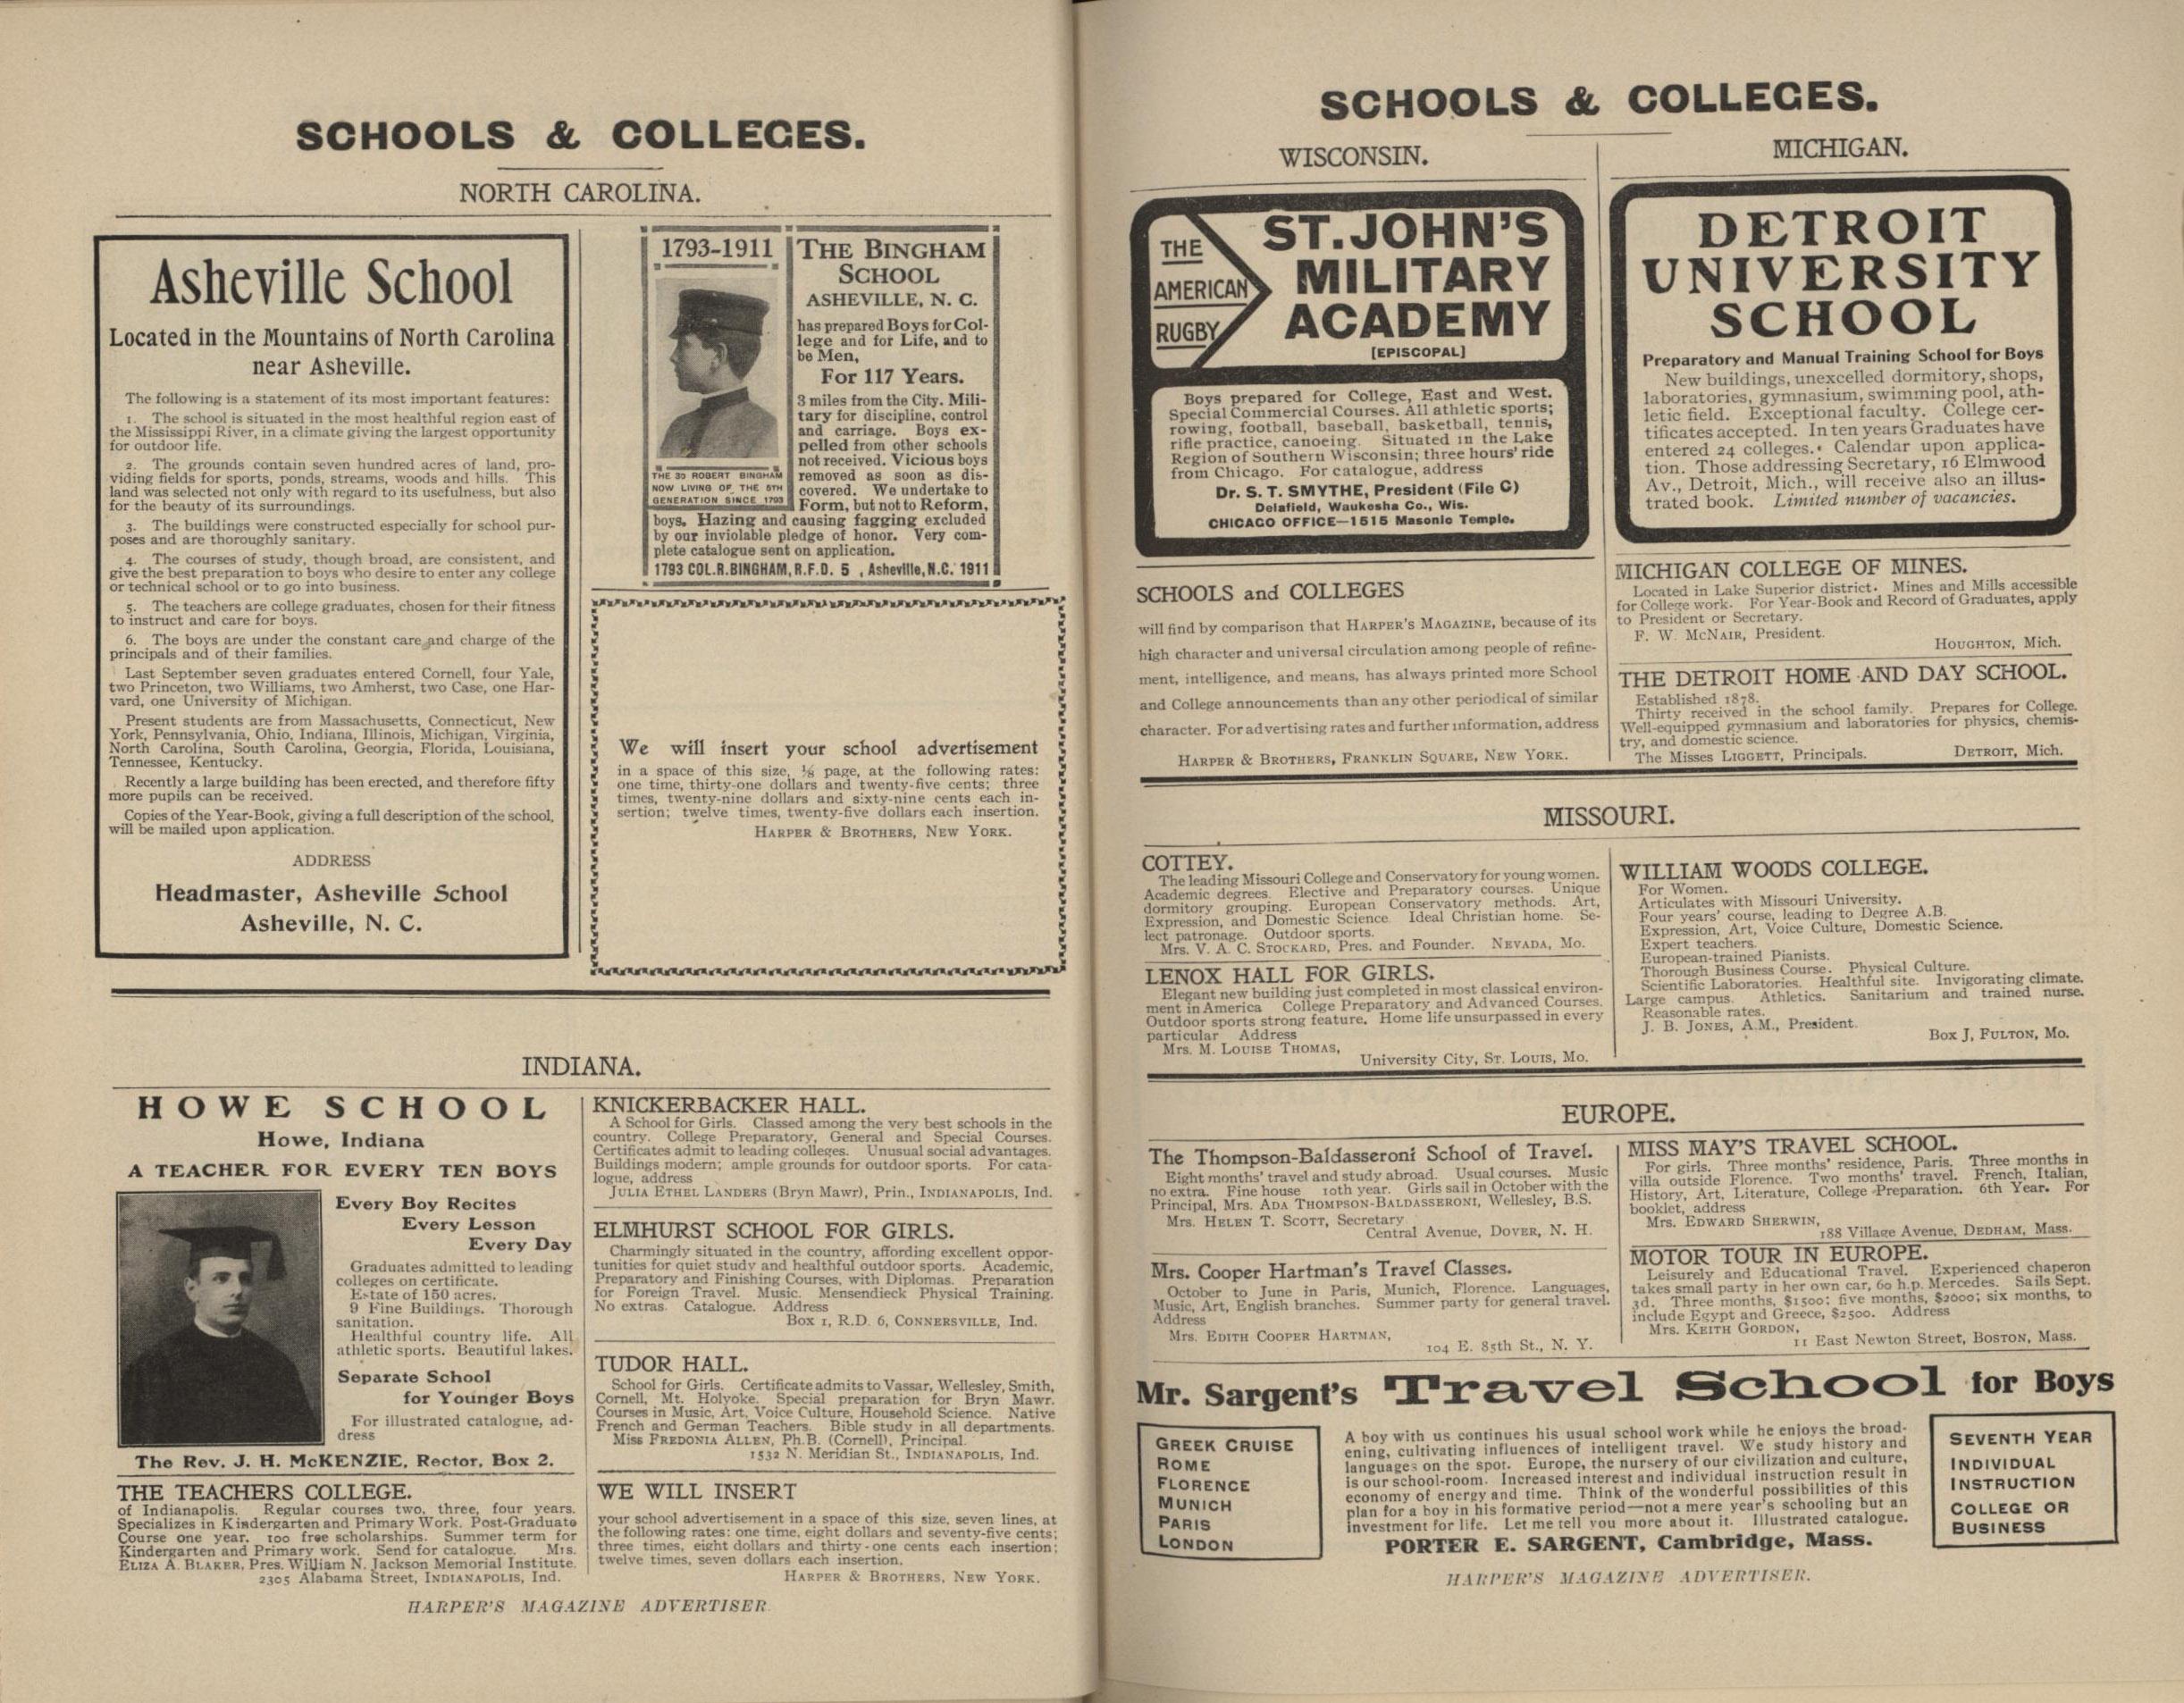 SCHOOLS & COLLEGES.
NORTH CAROLINA.
Asheville School
Located in the Mountains of North Carolina
near Asheville.
The following is a statement of its most important features:
1. The school is situated in the most healthful region east of
the Mississippi River, in a climate giving the largest opportunity
for outdoor life.
2. The grounds contain seven hundred acres of land, pro-
viding fields for sports, ponds, streams, woods and hills. This
land was selected not only with regard to its usefulness, but also
for the beauty of its surroundings.
3. The buildings were constructed especially for school pur-
poses and are thoroughly sanitary.
4. The courses of study, though broad, are consistent, and
give the best preparation to boys who desire to enter any college
or technical school or to go into business.
5. The teachers are college graduates, chosen for their fitness
to instruct and care for boys.
6. The boys are under the constant care and charge of the
principals and of their families.
Last September seven graduates entered Cornell, four Yale,
two Princeton, two Williams, two Amherst, two Case, one Har-
vard, one University of Michigan.
Present students are from Massachusetts, Connecticut, New
York, Pennsylvania, Ohio, Indiana, Illinois, Michigan, Virginia,
North Carolina, South Carolina, Georgia, Florida, Louisiana,
Tennessee, Kentucky.
Recently a large building has been erected, and therefore fifty
more pupils can be received.
Copies of the Year-Book, giving a full description of the school,
will be mailed upon application.
ADDRESS
Headmaster, Asheville School
Asheville, N. C.
1793-1911
THE BINGHAM
SCHOOL
ASHEVILLE, N. C.
has prepared Boys for Col-
lege and for Life, and to
be Men,
For 117 Years.
3 miles from the City. Mili-
tary for discipline, control
and carriage. Boys ex-
pelled from other schools
not received. Vicious boys
removed as soon as dis-
covered. We undertake to
Form, but not to Reform,
THE 3D ROBERT BINGHAM
NOW LIVING OF THE 5TH
GENERATION SINCE 1793
boys. Hazing and causing fagging excluded
by our inviolable pledge of honor. Very com-
plete catalogue sent on application.
1793 COL. R. BINGHAM, R.F.D. 5 , Asheville, N.C. 1911
We will insert your school advertisement
in a space of this size, ⅛ page, at the following rates:
one time, thirty-one dollars and twenty-five cents; three
times, twenty-nine dollars and sixty-nine cents each in-
sertion; twelve times, twenty-five dollars each insertion.
HARPER & BROTHERS, NEW YORK.
INDIANA.
HOWE SCHOOL
Howe, Indiana
A TEACHER FOR EVERY TEN BOYS
Every Boy Recites
Every Lesson
Every Day
Graduates admitted to leading
colleges on certificate.
Estate of 150 acres.
9 Fine Buildings. Thorough
sanitation.
Healthful country life. All
athletic sports. Beautiful lakes.
Separate School
for Younger Boys
For illustrated catalogue, ad-
dress
The Rev. J. H. McKENZIE, Rector, Box 2.
THE TEACHERS COLLEGE.
of Indianapolis. Regular courses two, three, four years.
Specializes in Kindergarten and Primary Work. Post-Graduate
Course one year. 100 free scholarships. Summer term for
Kindergarten and Primary work. Send for catalogue. Mrs.
ELIZA A. BLAKER, Pres. William N. Jackson Memorial Institute.
2305 Alabama Street, INDIANAPOLIS, Ind.
KNICKERBACKER HALL.
A School for Girls. Classed among the very best schools in the
country. College Preparatory, General and Special Courses.
Certificates admit to leading colleges. Unusual social advantages.
Buildings modern; ample grounds for outdoor sports. For cata-
logue, address
JULIA ETHEL LANDERS (Bryn Mawr), Prin., INDIANAPOLIS, Ind.
ELMHURST SCHOOL FOR GIRLS.
Charmingly situated in the country, affording excellent oppor-
tunities for quiet study and healthful outdoor sports. Academic,
Preparatory and Finishing Courses, with Diplomas. Preparation
for Foreign Travel. Music. Mensendieck Physical Training.
No extras. Catalogue. Address
Box 1, R.D. 6, CONNERSVILLE, Ind.
TUDOR HALL.
School for Girls. Certificate admits to Vassar, Wellesley, Smith,
Cornell, Mt. Holyoke. Special preparation for Bryn Mawr.
Courses in Music, Art, Voice Culture, Household Science. Native
French and German Teachers. Bible study in all departments.
Miss FREDONIA ALLEN, Ph.B. (Cornell), Principal.
1532 N. Meridian St., INDIANAPOLIS, Ind.
WE WILL INSERT
your school advertisement in a space of this size, seven lines, at
the following rates: one time, eight dollars and seventy-five cents;
three times, eight dollars and thirty-one cents each insertion;
twelve times, seven dollars each insertion.
HARPER & BROTHERS, NEW YORK.
HARPER'S MAGAZINE ADVERTISER.
SCHOOLS & COLLEGES.
WISCONSIN.
THE
AMERICAN
RUGBY
ST. JOHN'S
MILITARY
ACADEMY
[EPISCOPAL]
Boys prepared for College, East and West.
Special Commercial Courses. All athletic sports;
rowing, football, baseball, basketball, tennis,
rifle practice, canoeing. Situated in the Lake
Region of Southern Wisconsin; three hours' ride
from Chicago. For catalogue, address
Dr. S. T. SMYTHE, President (File C)
Delafield, Waukesha Co., Wis.
CHICAGO OFFICE—1515 Masonic Temple.
SCHOOLS and COLLEGES
will find by comparison that HARPER'S MAGAZINE, because of its
high character and universal circulation among people of refine-
ment, intelligence, and means, has always printed more School
and College announcements than any other periodical of similar
character. For advertising rates and further information, address
HARPER & BROTHERS, FRANKLIN SQUARE, NEW YORK.
MICHIGAN.
DETROIT
UNIVERSITY
SCHOOL
Preparatory and Manual Training School for Boys
New buildings, unexcelled dormitory, shops,
laboratories, gymnasium, swimming pool, ath-
letic field. Exceptional faculty. College cer-
tificates accepted. In ten years Graduates have
entered 24 colleges. Calendar upon applica-
tion. Those addressing Secretary, 16 Elmwood
Av., Detroit, Mich., will receive also an illus-
trated book. Limited number of vacancies.
MICHIGAN COLLEGE OF MINES.
Located in Lake Superior district. Mines and Mills accessible
for College work. For Year-Book and Record of Graduates, apply
to President or Secretary.
F. W. MCNAIR, President.
HOUGHTON, Mich.
THE DETROIT HOME AND DAY SCHOOL.
Established 1878.
Thirty received in the school family. Prepares for College.
Well-equipped gymnasium and laboratories for physics, chemis-
try, and domestic science.
The Misses LIGGETT, Principals. DETROIT, Mich.
MISSOURI.
COTTEY.
The leading Missouri College and Conservatory for young women.
Academic degrees. Elective and Preparatory courses. Unique
dormitory grouping. European Conservatory methods. Art,
Expression, and Domestic Science. Ideal Christian home. Se-
lect patronage. Outdoor sports.
Mrs. V. A. C. STOCKARD, Pres. and Founder. NEVADA, Mo.
LENOX HALL FOR GIRLS.
Elegant new building just completed in most classical environ-
ment in America College Preparatory and Advanced Courses.
Outdoor sports strong feature. Home life unsurpassed in every
particular Address
Mrs. M. LOUISE THOMAS,
University City, ST. LOUIS, Mo.
WILLIAM WOODS COLLEGE.
For Women.
Articulates with Missouri University.
Four years' course, leading to Degree A.B.
Expression, Art, Voice Culture, Domestic Science.
Expert teachers.
European-trained Pianists.
Thorough Business Course. Physical Culture.
Scientific Laboratories. Healthful site. Invigorating climate.
Large campus. Athletics. Sanitarium and trained nurse.
Reasonable rates.
J. B. JONES, A.M., President.
Box J, FULTON, Mo.
EUROPE.
The Thompson-Baldasseroni School of Travel.
Eight months' travel and study abroad. Usual courses. Music
no extra. Fine house 10th year. Girls sail in October with the
Principal, Mrs. ADA THOMPSON-BALDASSERONI, Wellesley, B.S.
Mrs. HELEN T. SCOTT, Secretary
Central Avenue, DOVER, N. H.
Mrs. Cooper Hartman's Travel Classes.
October to June in Paris, Munich, Florence. Languages,
Music, Art, English branches. Summer party for general travel.
Address
Mrs. EDITH COOPER HARTMAN,
104 E. 85th St., N. Y.
MISS MAY'S TRAVEL SCHOOL.
For girls. Three months' residence, Paris. Three months in
villa outside Florence. Two months' travel. French, Italian,
History, Art, Literature, College Preparation. 6th Year. For
booklet, address
Mrs. EDWARD SHERWIN,
188 Village Avenue, DEDHAM, Mass.
MOTOR TOUR IN EUROPE.
Leisurely and Educational Travel. Experienced chaperon
takes small party in her own car, 60 h.p. Mercedes. Sails Sept.
3d. Three months, $1500; five months, $2000; six months, to
include Egypt and Greece, $2500. Address
Mrs. KEITH GORDON,
11 East Newton Street, BOSTON, Mass.
Mr. Sargent's Travel School for Boys
GREEK CRUISE
ROME
FLORENCE
MUNICH
PARIS
LONDON
A boy with us continues his usual school work while he enjoys the broad-
ening, cultivating influences of intelligent travel. We study history and
languages on the spot. Europe, the nursery of our civilization and culture,
is our school-room. Increased interest and individual instruction result in
economy of energy and time. Think of the wonderful possibilities of this
plan for a boy in his formative period—not a mere year's schooling but an
investment for life. Let me tell you more about it. Illustrated catalogue.
PORTER E. SARGENT, Cambridge, Mass.
SEVENTH YEAR
INDIVIDUAL
INSTRUCTION
COLLEGE OR
BUSINESS
HARPER'S MAGAZINE ADVERTISER.